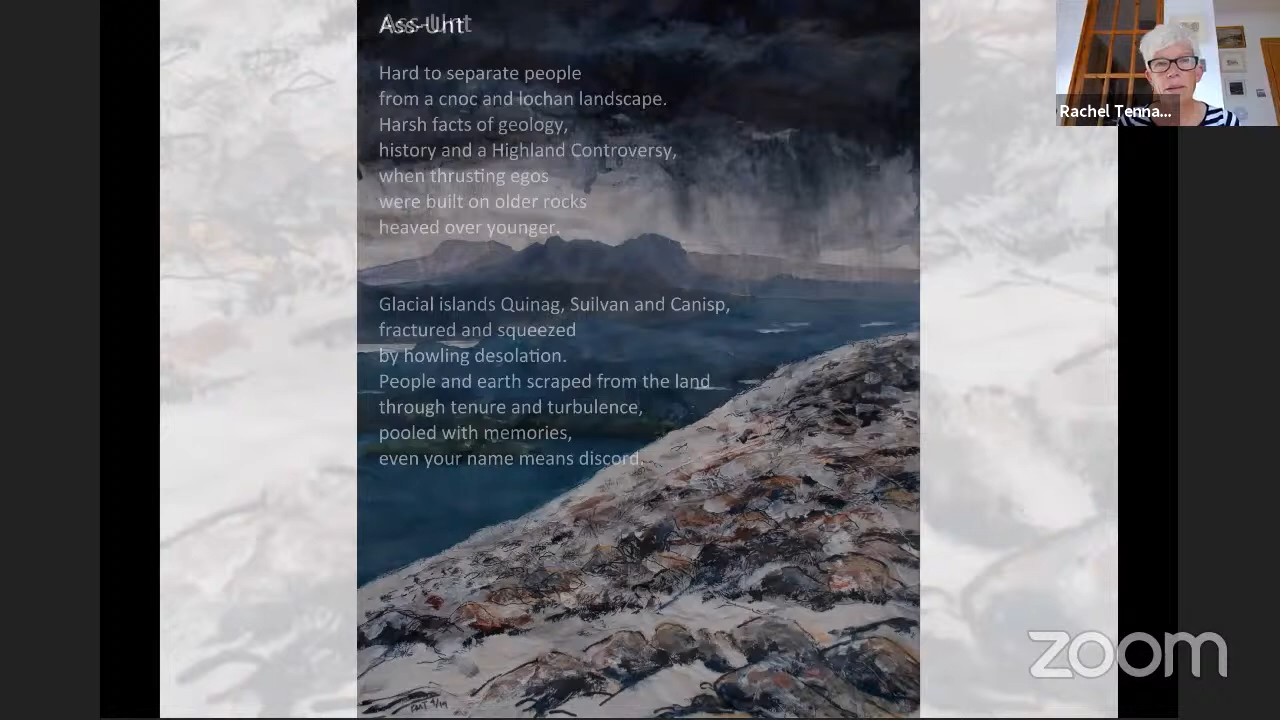 Ass-Unt
Hard to separate people
from a cnoc and lochan landscape.
Harsh facts of geology,
history and a Highland Controversy,
when thrusting egos
were built on older rocks
heaved over younger.
Glacial islands Quinag, Suilvan and Canisp,
fractured and squeezed
by howling desolation.
People and earth scraped from the land
through tenure and turbulence,
pooled with memories,
even your name means discord.
Rachel Tenna...
zoom